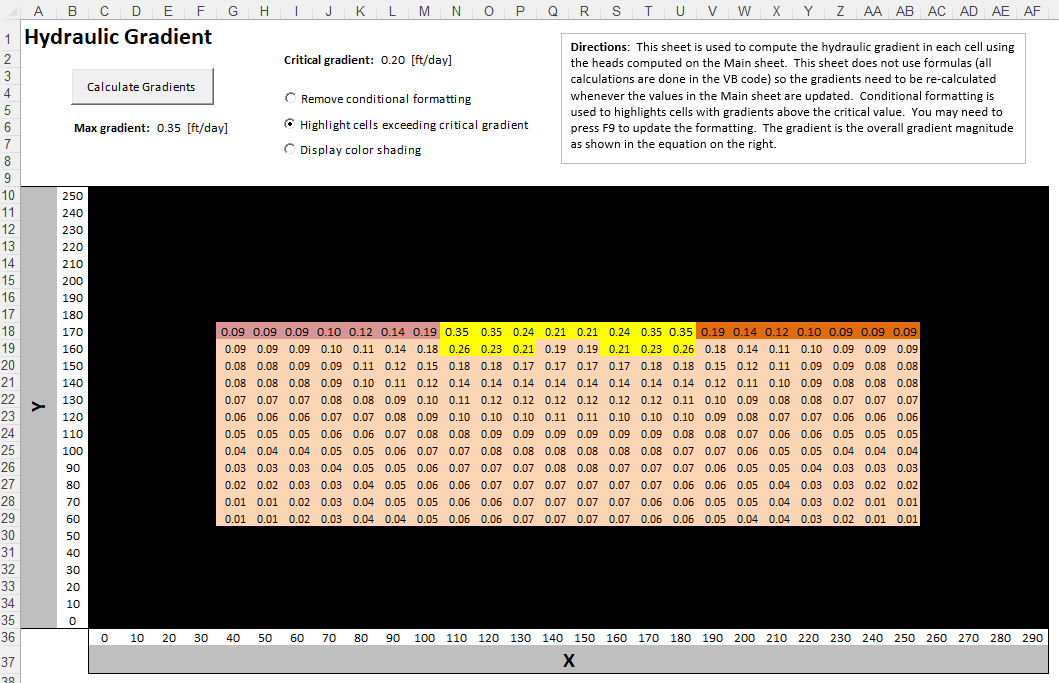 A B C D E F G H I J K L M N O P Q R S T U V W X Y Z AA AB AC AD AE AF
1 Hydraulic Gradient
2 Critical gradient: 0.20 [ft/day]
3
4 Calculate Gradients
5 Remove conditional formatting
6 Max gradient: 0.35 [ft/day] Highlight cells exceeding critical gradient
7 Display color shading
8
9
Directions: This sheet is used to compute the hydraulic gradient in each cell using
the heads computed on the Main sheet. This sheet does not use formulas (all
calculations are done in the VB code) so the gradients need to be re-calculated
whenever the values in the Main sheet are updated. Conditional formatting is
used to highlights cells with gradients above the critical value. You may need to
press F9 to update the formatting. The gradient is the overall gradient magnitude
as shown in the equation on the right.
10 250
11 240
12 230
13 220
14 210
15 200
16 190
17 180
18 170 0.09 0.09 0.09 0.10 0.12 0.14 0.19 0.35 0.35 0.24 0.21 0.21 0.24 0.35 0.35 0.19 0.14 0.12 0.10 0.09 0.09 0.09
19 160 0.09 0.09 0.09 0.10 0.11 0.14 0.18 0.26 0.23 0.21 0.19 0.19 0.21 0.23 0.26 0.18 0.14 0.11 0.10 0.09 0.09 0.09
20 150 0.08 0.08 0.09 0.09 0.11 0.12 0.15 0.18 0.18 0.17 0.17 0.17 0.17 0.18 0.18 0.15 0.12 0.11 0.09 0.09 0.08 0.08
21 140 0.08 0.08 0.08 0.09 0.10 0.11 0.12 0.14 0.14 0.14 0.14 0.14 0.14 0.14 0.14 0.12 0.11 0.10 0.09 0.08 0.08 0.08
22 130 0.07 0.07 0.07 0.08 0.08 0.09 0.10 0.11 0.12 0.12 0.12 0.12 0.12 0.12 0.11 0.10 0.09 0.08 0.08 0.07 0.07 0.07
Y
23 120 0.06 0.06 0.06 0.07 0.07 0.08 0.09 0.10 0.10 0.10 0.11 0.11 0.10 0.10 0.10 0.09 0.08 0.07 0.07 0.06 0.06 0.06
24 110 0.05 0.05 0.05 0.06 0.06 0.07 0.08 0.08 0.09 0.09 0.09 0.09 0.09 0.09 0.08 0.08 0.07 0.06 0.06 0.05 0.05 0.05
25 100 0.04 0.04 0.04 0.05 0.05 0.06 0.07 0.07 0.08 0.08 0.08 0.08 0.08 0.08 0.07 0.07 0.06 0.05 0.05 0.04 0.04 0.04
26 90 0.03 0.03 0.03 0.04 0.05 0.05 0.06 0.07 0.07 0.07 0.08 0.08 0.07 0.07 0.07 0.06 0.05 0.05 0.04 0.03 0.03 0.03
27 80 0.02 0.02 0.03 0.03 0.04 0.05 0.06 0.06 0.07 0.07 0.07 0.07 0.07 0.07 0.06 0.06 0.05 0.04 0.03 0.03 0.02 0.02
28 70 0.01 0.01 0.02 0.03 0.04 0.05 0.05 0.06 0.06 0.07 0.07 0.07 0.07 0.06 0.06 0.05 0.05 0.04 0.03 0.02 0.01 0.01
29 60 0.01 0.01 0.02 0.03 0.04 0.04 0.05 0.06 0.06 0.07 0.07 0.07 0.07 0.06 0.06 0.05 0.04 0.04 0.03 0.02 0.01 0.01
30 50
31 40
32 30
33 20
34 10
35 0
36 0 10 20 30 40 50 60 70 80 90 100 110 120 130 140 150 160 170 180 190 200 210 220 230 240 250 260 270 280 290
37 X
38